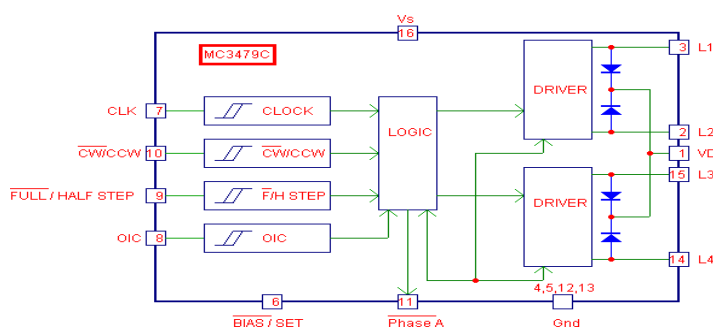 Vs
16
MC3479C
3
L1
DRIVER
CLK
7
CLOCK
LOGIC
2
L2
CW/CCW
10
CW/CCW
1
VD
15
L3
FULL / HALF STEP
9
F/H STEP
DRIVER
OIC
8
OIC
14
L4
4,5,12,13
6
11
BIAS / SET
Phase A
Gnd